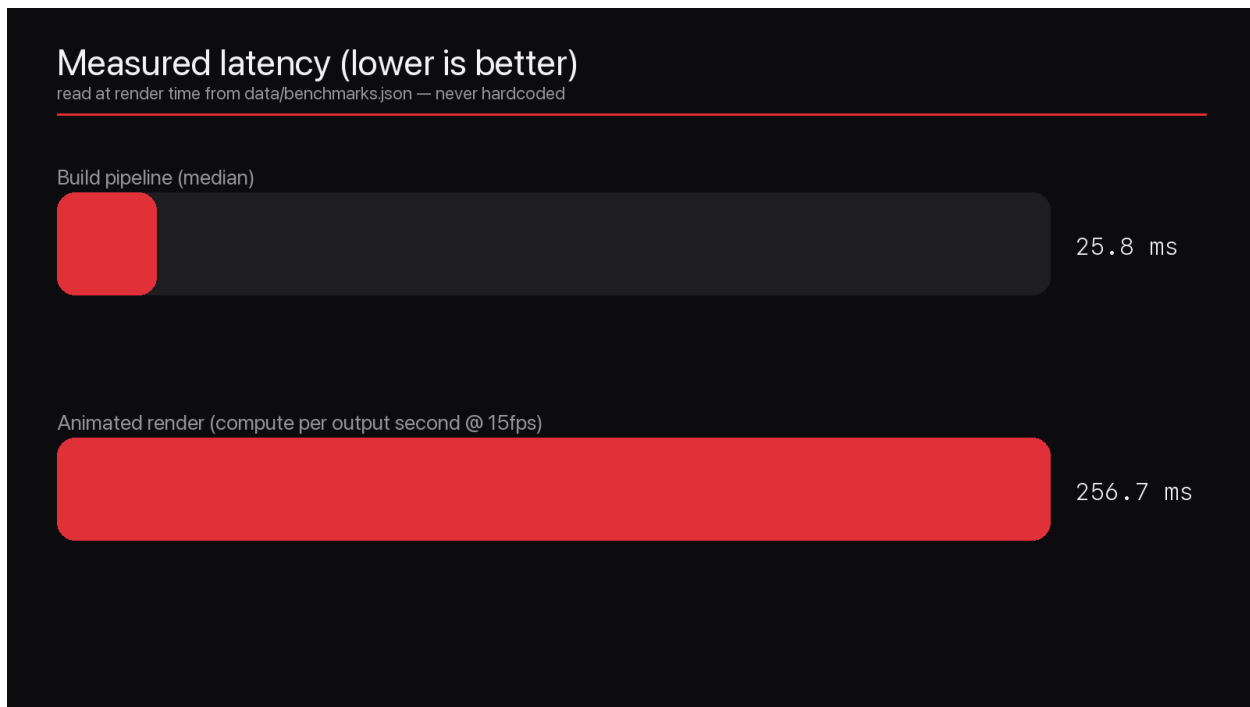 Measured latency (lower is better)
read at render time from data/benchmarks.json — never hardcoded
Build pipeline (median)
25.8 ms
Animated render (compute per output second @ 15fps)
256.7 ms